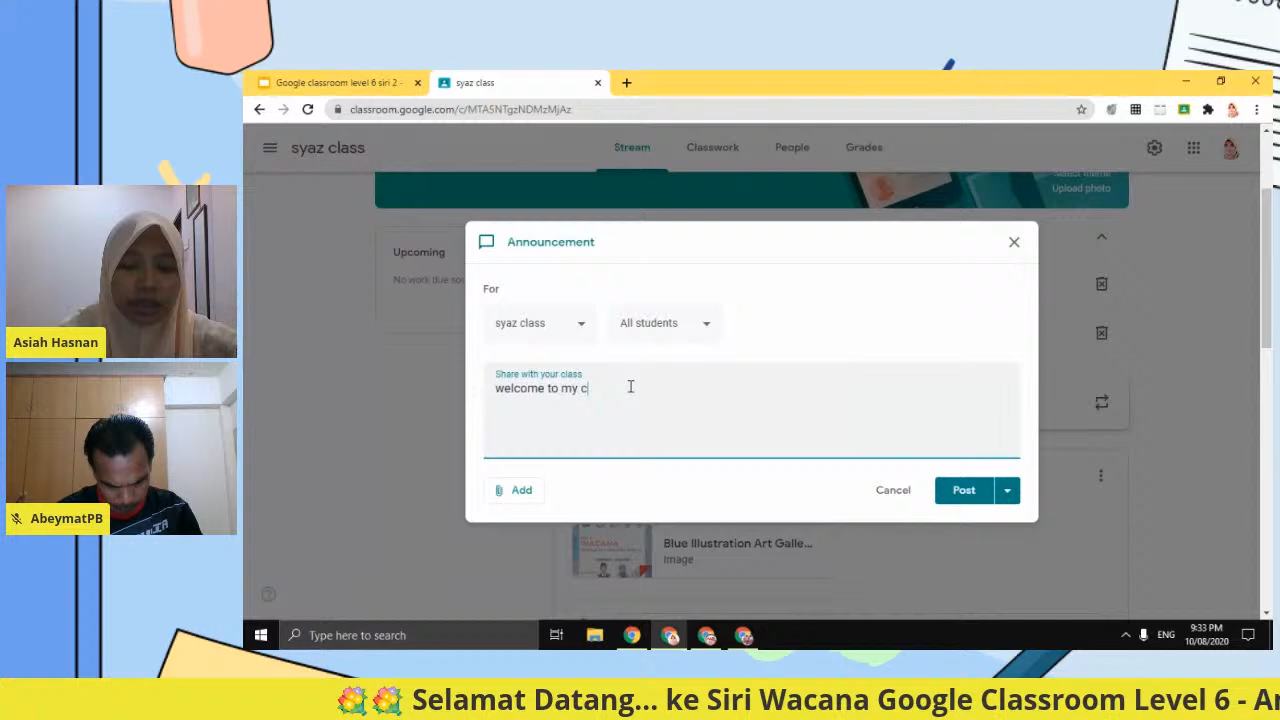 Google classroom level 6 siri 2 -
syaz class
classroom.google.com/c/MTA5NTgzNDMzMjAz
syaz class
Stream
Classwork
People
Grades
Upload photo
Upcoming
No work due
Announcement
For
syaz class
All students
Share with your class
welcome to my c
Add
Cancel
Post
Blue Illustration Art Galle...
Image
Asiah Hasnan
AbeymatPB
Type here to search
ENG
9:33 PM
10/08/2020
Selamat Datang... ke Siri Wacana Google Classroom Level 6 -